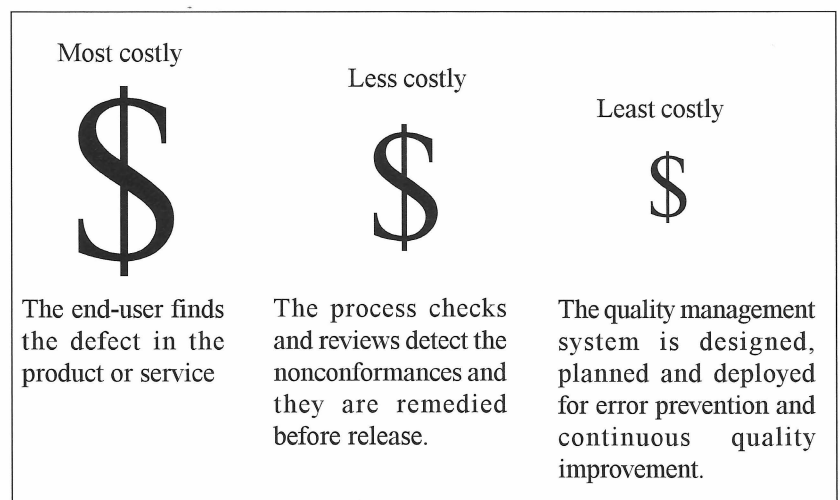 Most costly
$
The end-user finds
the defect in the
product or service
Less costly
$
The process checks
and reviews detect the
nonconformances and
they are remedied
before release.
Least costly
$
The quality management
system is designed,
planned and deployed
for error prevention and
continuous quality
improvement.